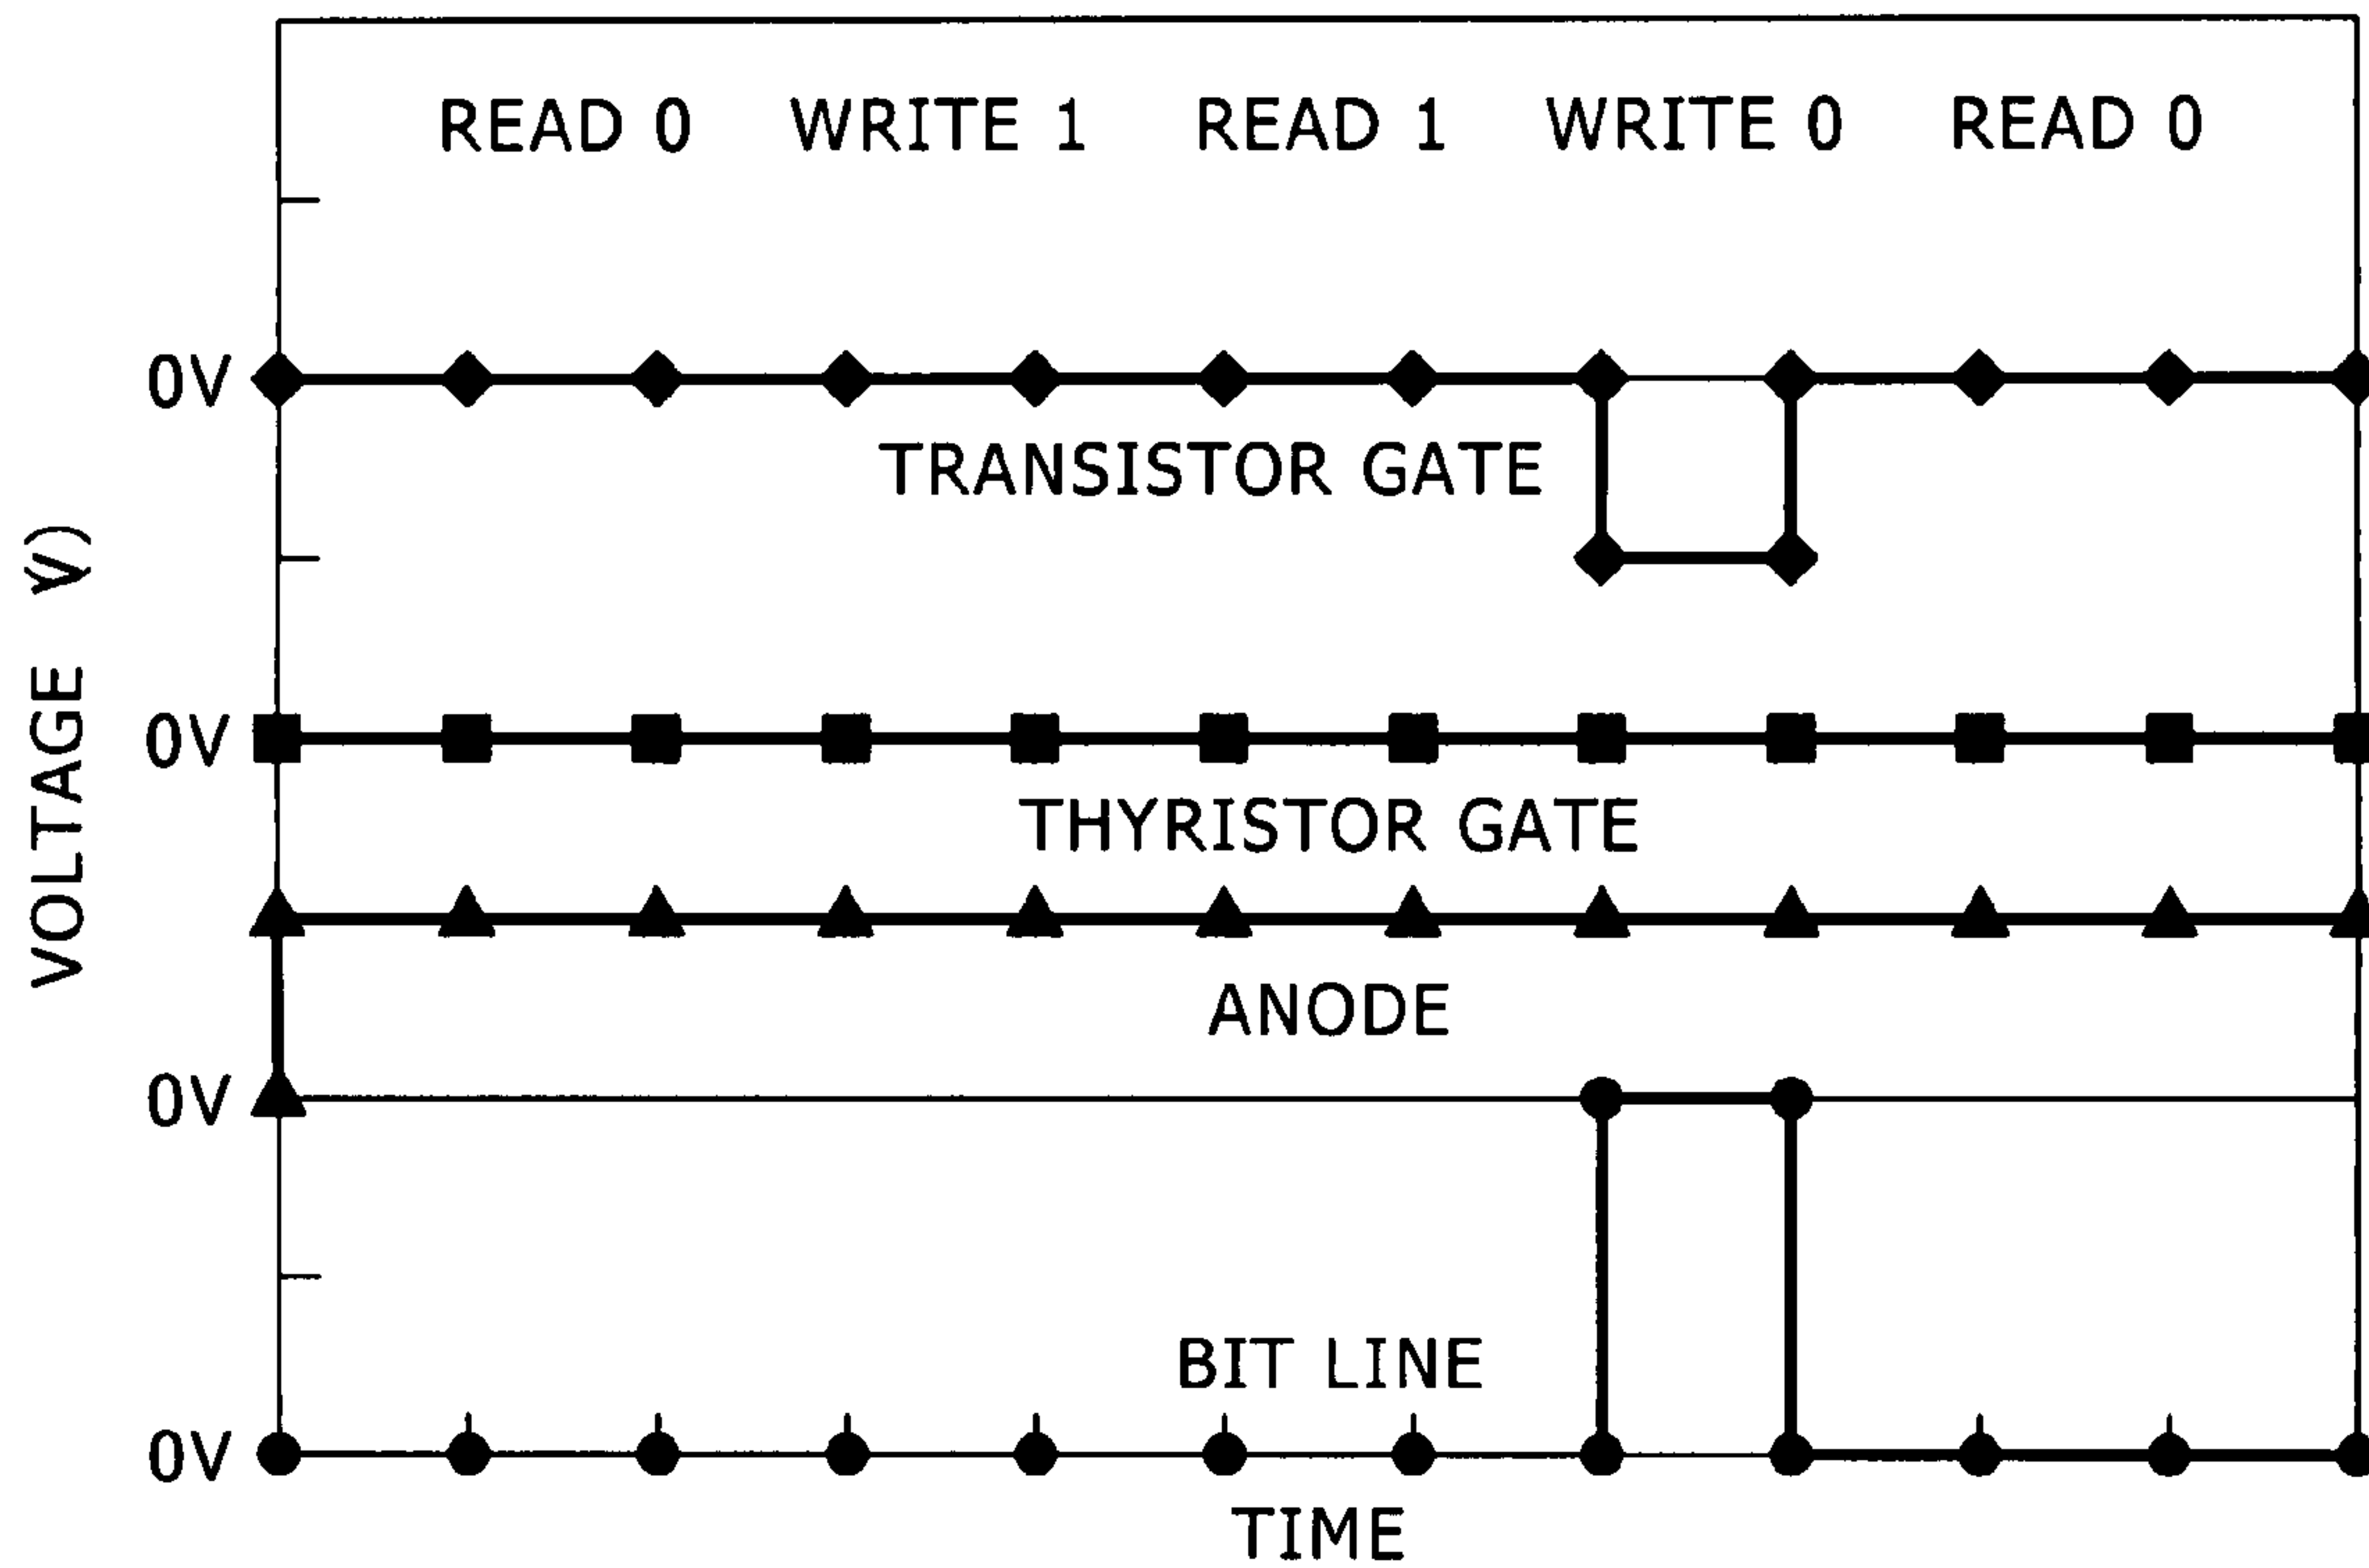 READ 0 WRITE 1 READ 1 WRITE 0 READ 0
0V
TRANSISTOR GATE
VOLTAGE V)
0V
THYRISTOR GATE
ANODE
0V
BIT LINE
0V
TIME